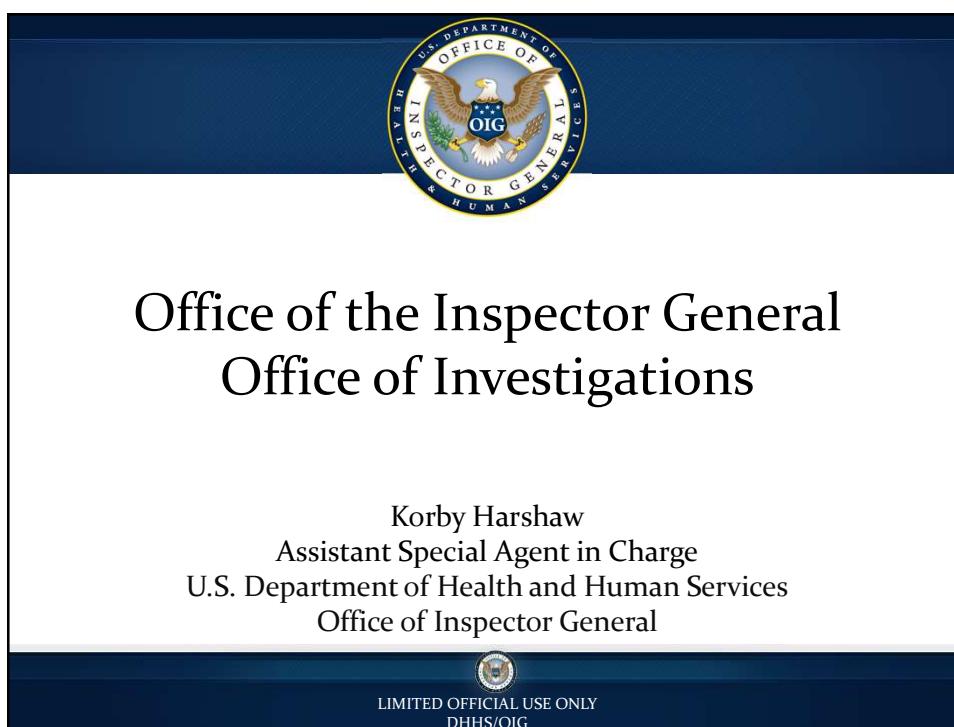 U.S. DEPARTMENT OF
HEALTH & HUMAN SERVICES
OFFICE OF
INSPECTOR GENERAL
OIG
Office of the Inspector General
Office of Investigations
Korby Harshaw
Assistant Special Agent in Charge
U.S. Department of Health and Human Services
Office of Inspector General
LIMITED OFFICIAL USE ONLY
DHHS/OIG